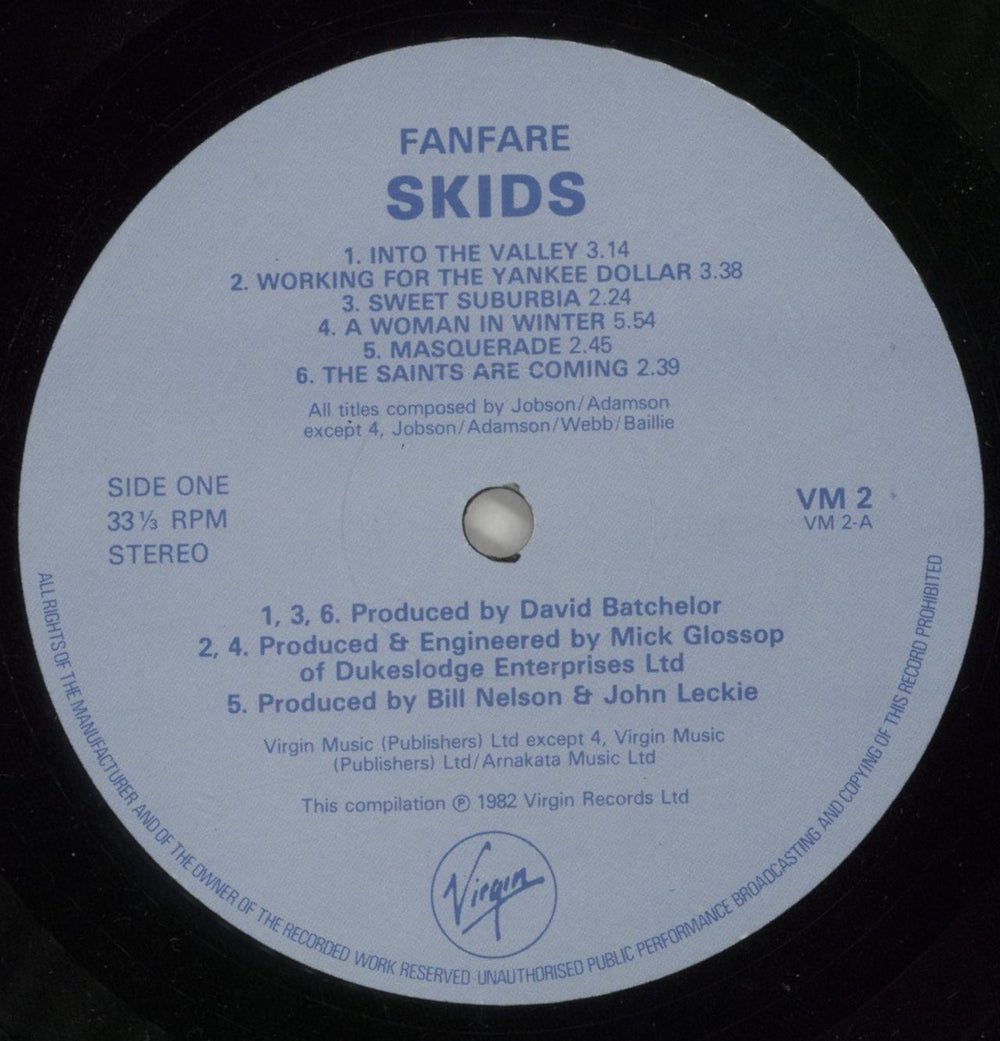 FANFARE
SKIDS
1. INTO THE VALLEY 3.14
2. WORKING FOR THE YANKEE DOLLAR 3.38
3. SWEET SUBURBIA 2.24
4. A WOMAN IN WINTER 5.54
5. MASQUERADE 2.45
6. THE SAINTS ARE COMING 2.39
All titles composed by Jobson/Adamson
except 4, Jobson/Adamson/Webb/Baillie
SIDE ONE
33⅓ RPM
STEREO
VM 2
VM 2-A
1, 3, 6. Produced by David Batchelor
2, 4. Produced & Engineered by Mick Glossop
of Dukeslodge Enterprises Ltd
5. Produced by Bill Nelson & John Leckie
Virgin Music (Publishers) Ltd except 4, Virgin Music
(Publishers) Ltd/Arnakata Music Ltd
This compilation ℗ 1982 Virgin Records Ltd
Virgin
ALL RIGHTS OF THE MANUFACTURER AND OF THE OWNER OF THE RECORDED WORK RESERVED UNAUTHORISED PUBLIC PERFORMANCE BROADCASTING AND COPYING OF THIS RECORD PROHIBITED